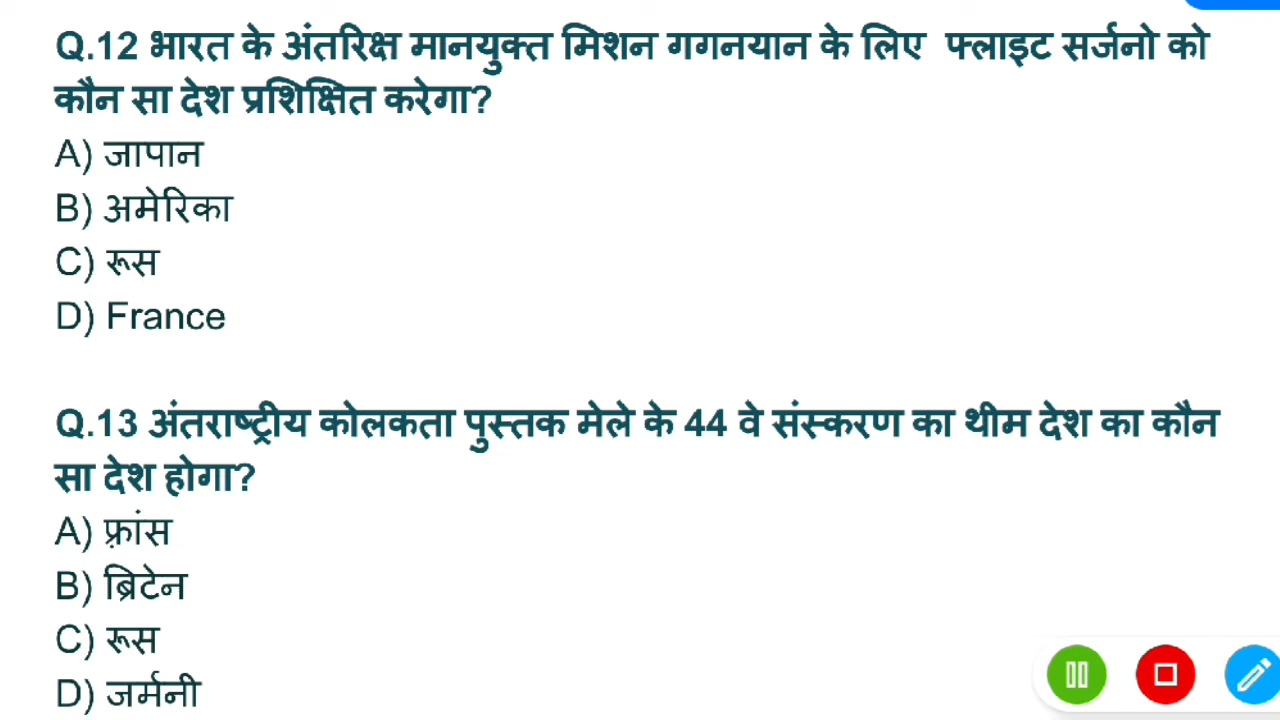 Q.12 भारत के अंतरिक्ष मानयुक्त मिशन गगनयान के लिए फ्लाइट सर्जनो को
कौन सा देश प्रशिक्षित करेगा?
A) जापान
B) अमेरिका
C) रूस
D) France
Q.13 अंतराष्ट्रीय कोलकता पुस्तक मेले के 44 वे संस्करण का थीम देश का कौन
सा देश होगा?
A) फ़्रांस
B) ब्रिटेन
C) रूस
D) जर्मनी